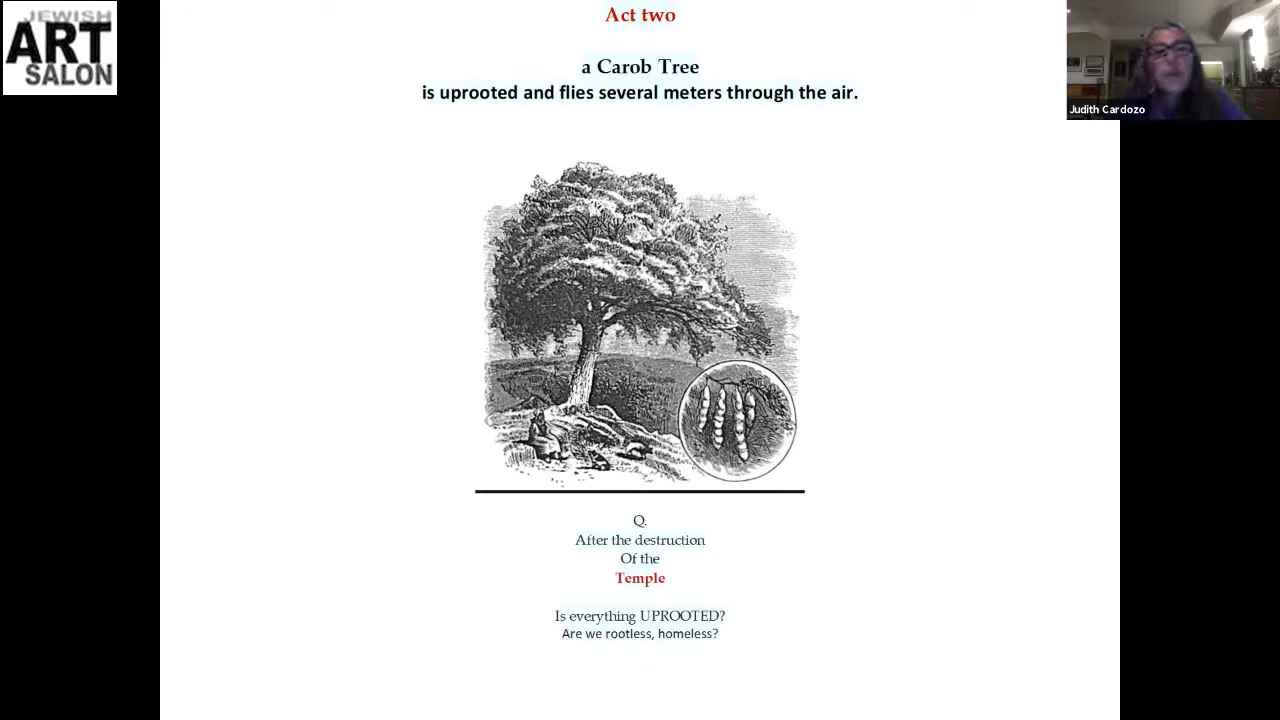 JEWISH
ART
SALON
Act two
a Carob Tree
is uprooted and flies several meters through the air.
Judith Cardozo
Q.
After the destruction
Of the
Temple
Is everything UPROOTED?
Are we rootless, homeless?